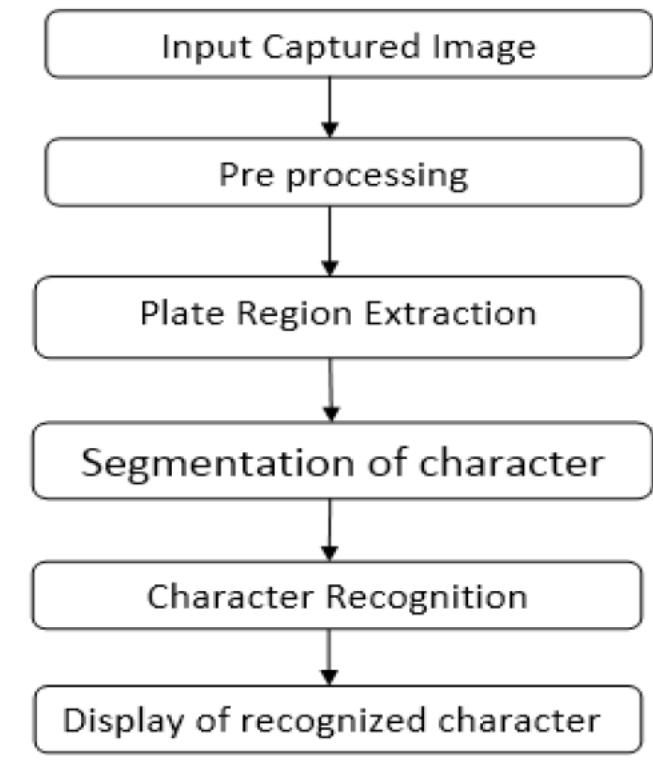 Input Captured Image
Pre processing
Plate Region Extraction
Segmentation of character
Character Recognition
Display of recognized character